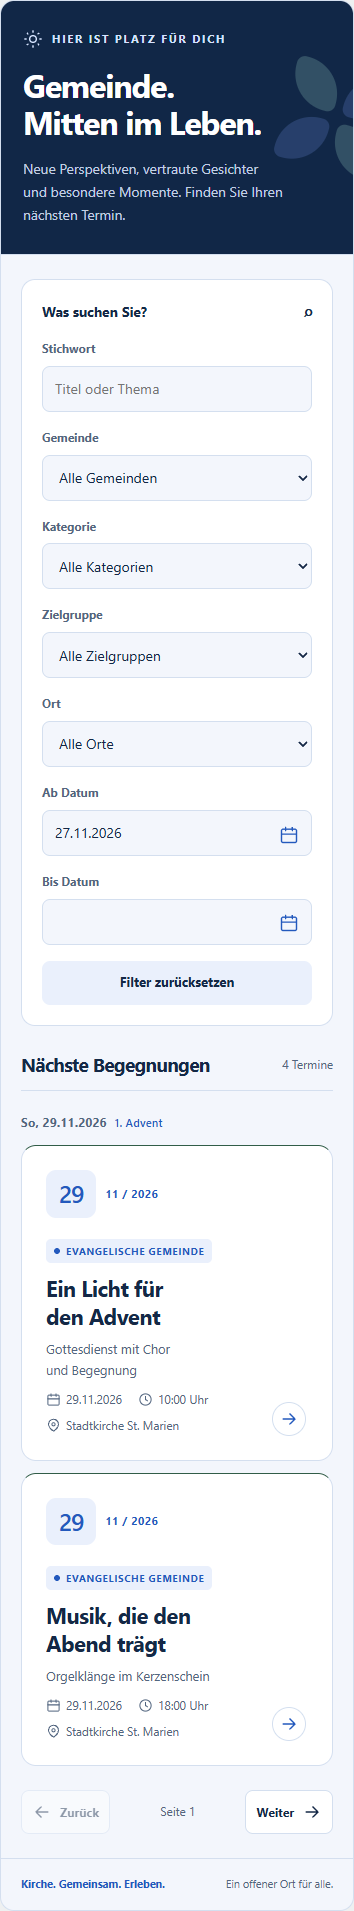 HIER IST PLATZ FÜR DICH
Gemeinde.
Mitten im Leben.
Neue Perspektiven, vertraute Gesichter
und besondere Momente. Finden Sie Ihren
nächsten Termin.
Was suchen Sie?
Stichwort
Titel oder Thema
Gemeinde
Alle Gemeinden
Kategorie
Alle Kategorien
Zielgruppe
Alle Zielgruppen
Ort
Alle Orte
Ab Datum
27.11.2026
Bis Datum
Filter zurücksetzen
Nächste Begegnungen 4 Termine
So, 29.11.2026 1. Advent
29 11 / 2026
EVANGELISCHE GEMEINDE
Ein Licht für
den Advent
Gottesdienst mit Chor
und Begegnung
29.11.2026 10:00 Uhr
Stadtkirche St. Marien
29 11 / 2026
EVANGELISCHE GEMEINDE
Musik, die den
Abend trägt
Orgelklänge im Kerzenschein
29.11.2026 18:00 Uhr
Stadtkirche St. Marien
Zurück Seite 1 Weiter
Kirche. Gemeinsam. Erleben. Ein offener Ort für alle.